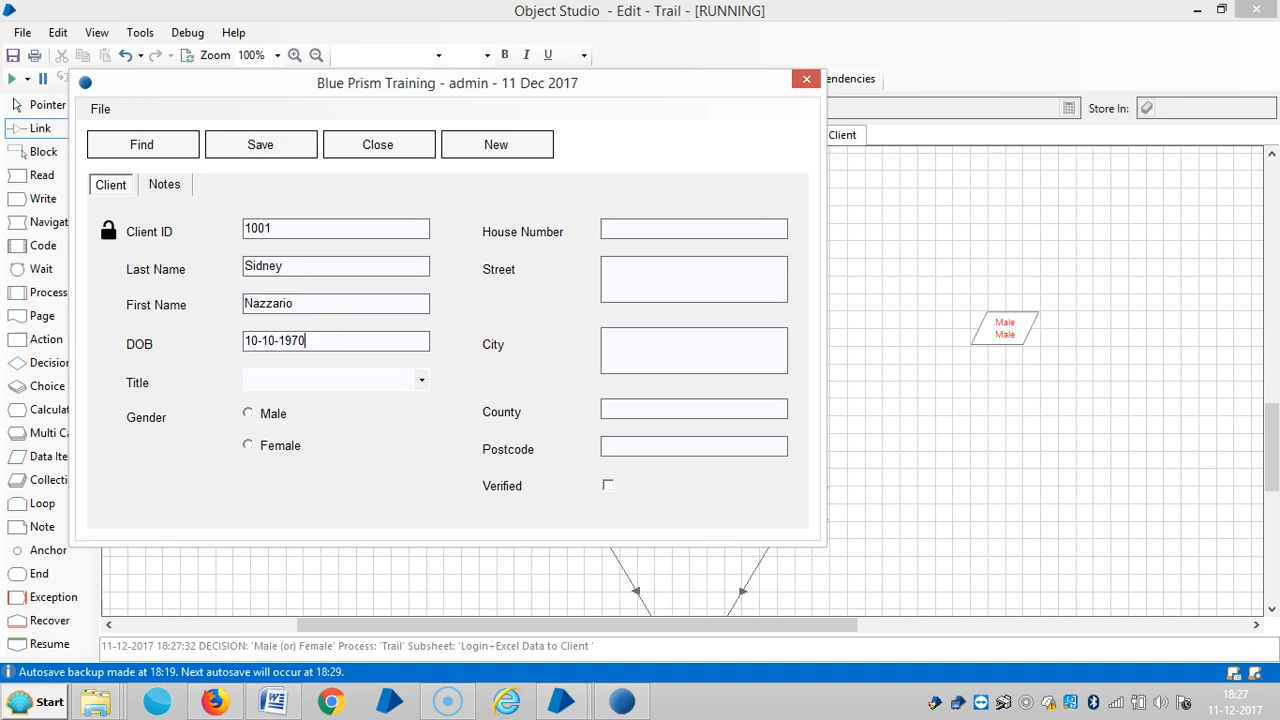 Object Studio - Edit - Trail - [RUNNING]
File Edit View Tools Debug Help
Zoom 100% B I U
Blue Prism Training - admin - 11 Dec 2017
File
Find Save Close New
Client Notes
Client ID 1001
Last Name Sidney
First Name Nazzario
DOB 10-10-1970
Title
Gender Male
Female
House Number
Street
City
County
Postcode
Verified
Pointer
Link
Block
Read
Write
Navigat
Code
Wait
Process
Page
Action
Decision
Choice
Calculat
Multi Ca
Data Ite
Collecti
Loop
Note
Anchor
End
Exception
Recover
Resume
endencies
Store In:
Client
Male
Male
11-12-2017 18:27:32 DECISION: 'Male (or) Female' Process: 'Trail' Subsheet: 'Login+Excel Data to Client '
Autosave backup made at 18:19. Next autosave will occur at 18:29.
Start
18:27
11-12-2017